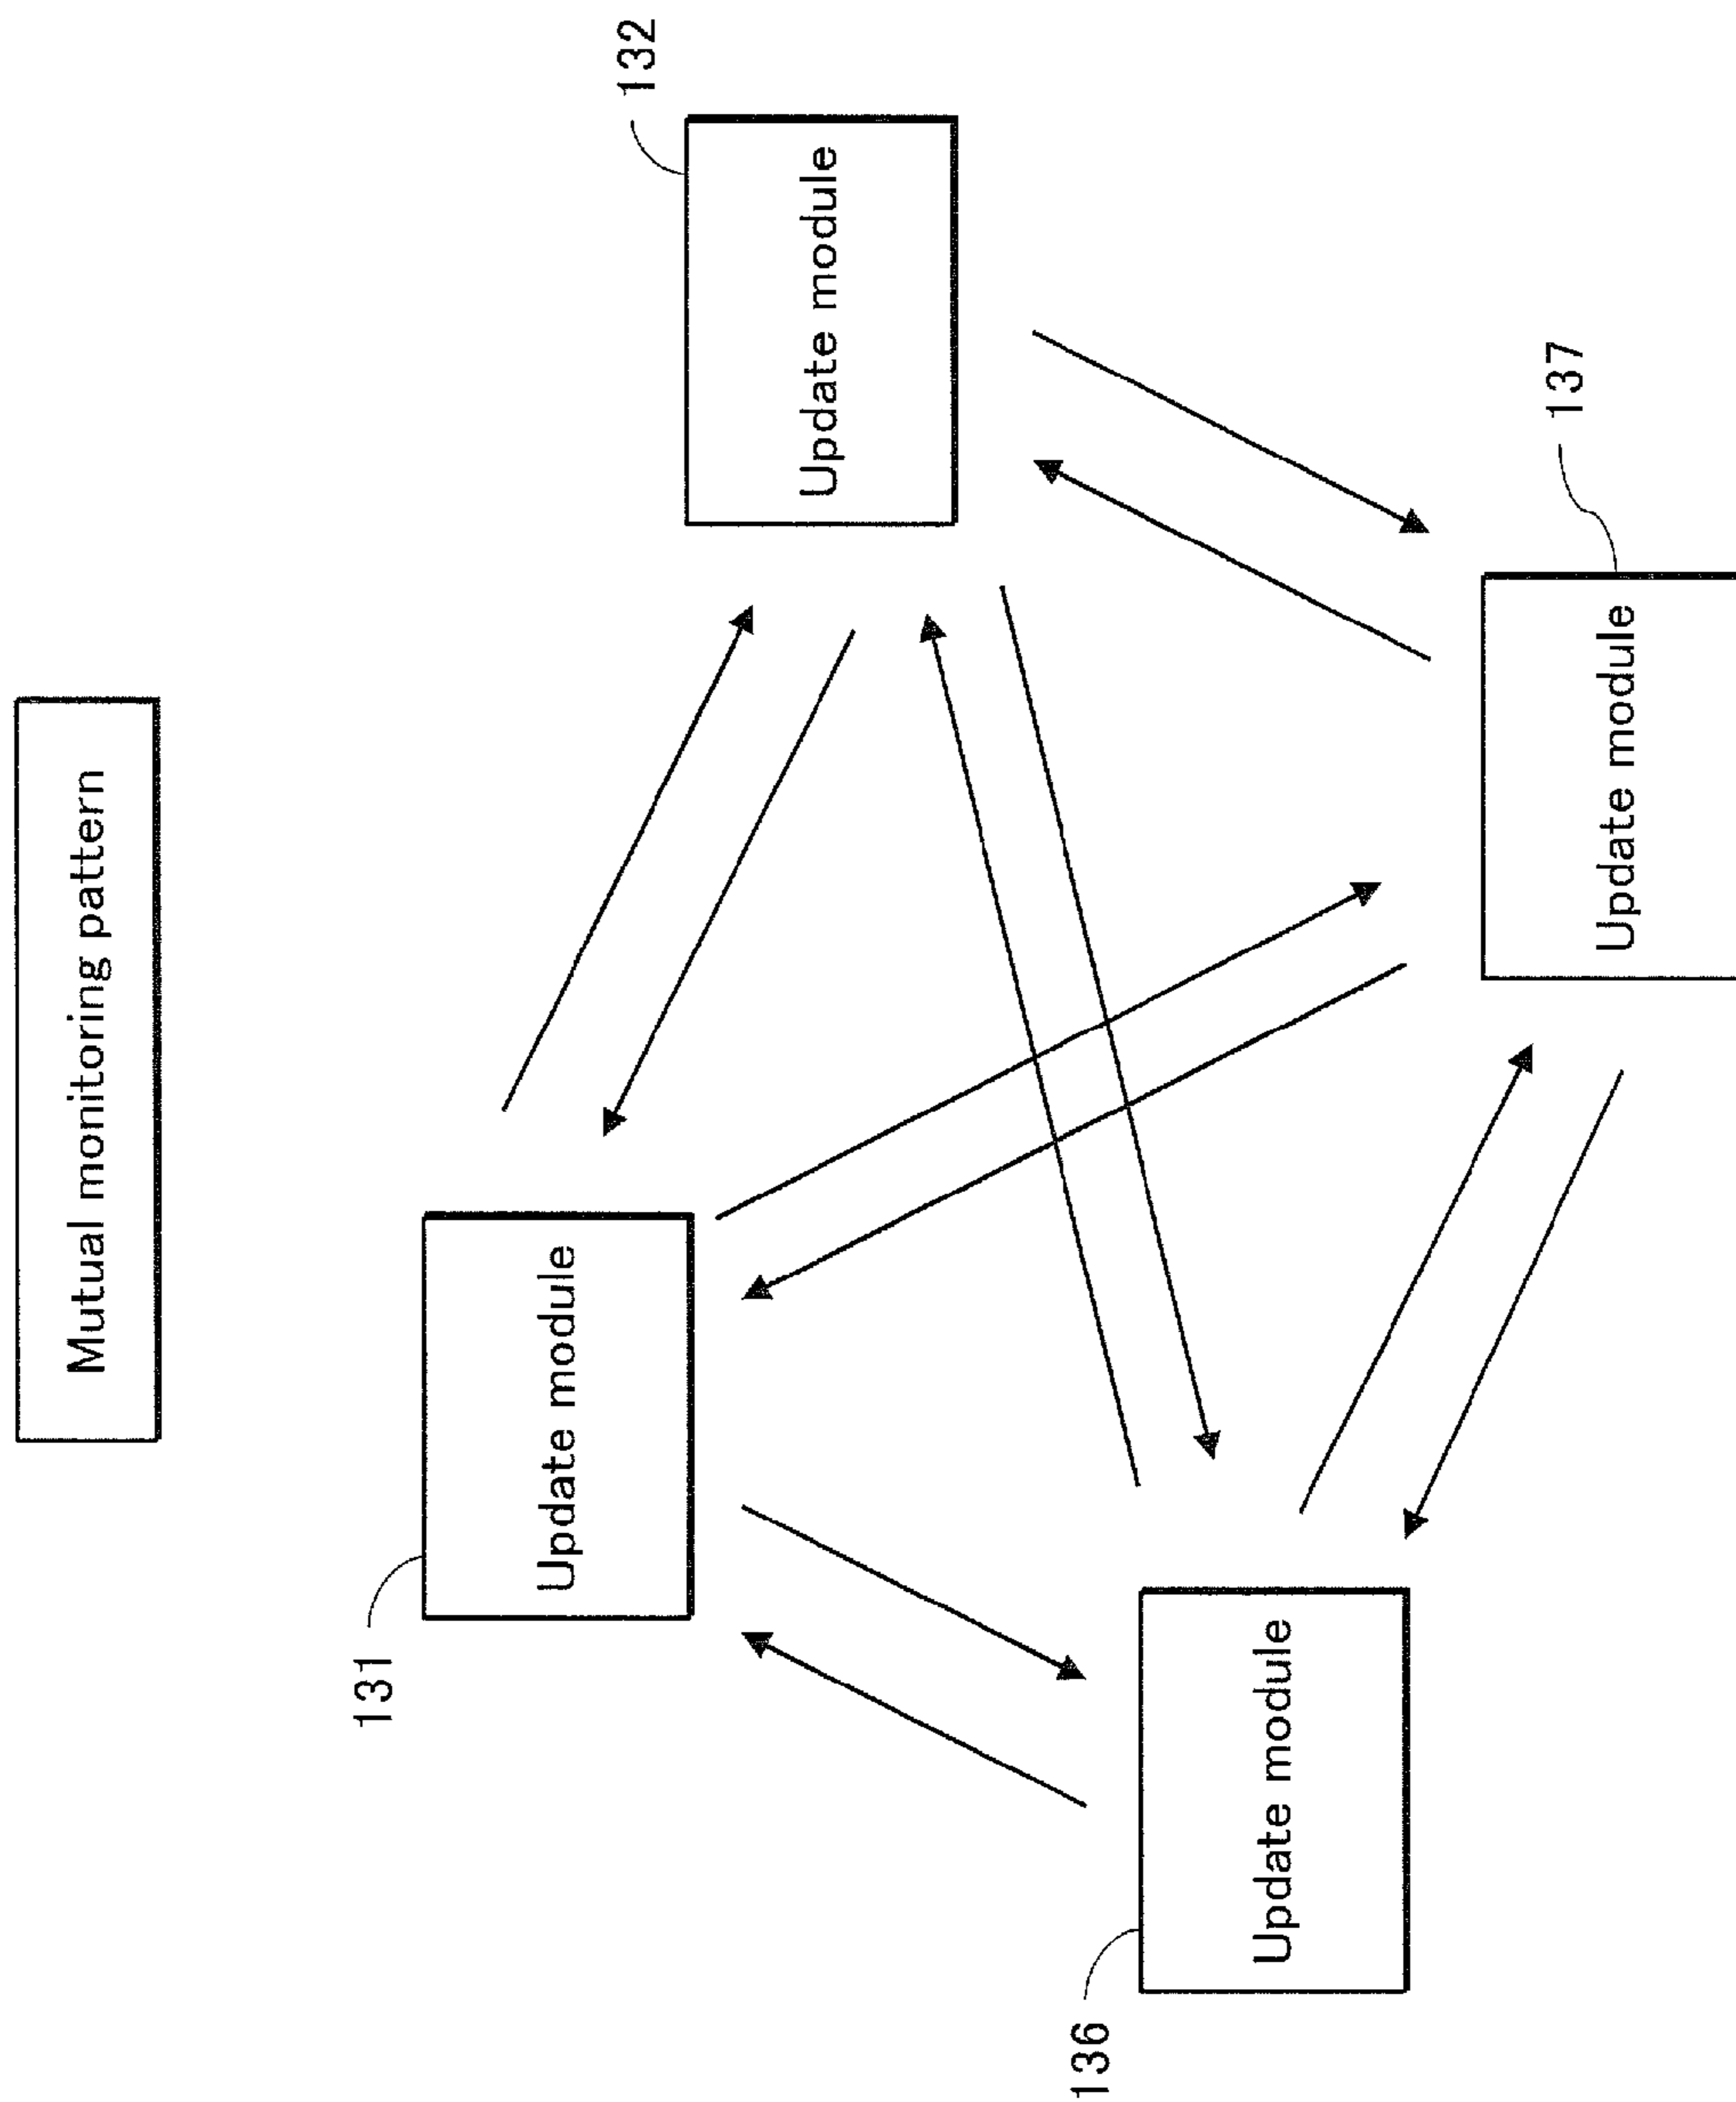 Mutual monitoring pattern
131
Update module
132
Update module
136
Update module
137
Update module